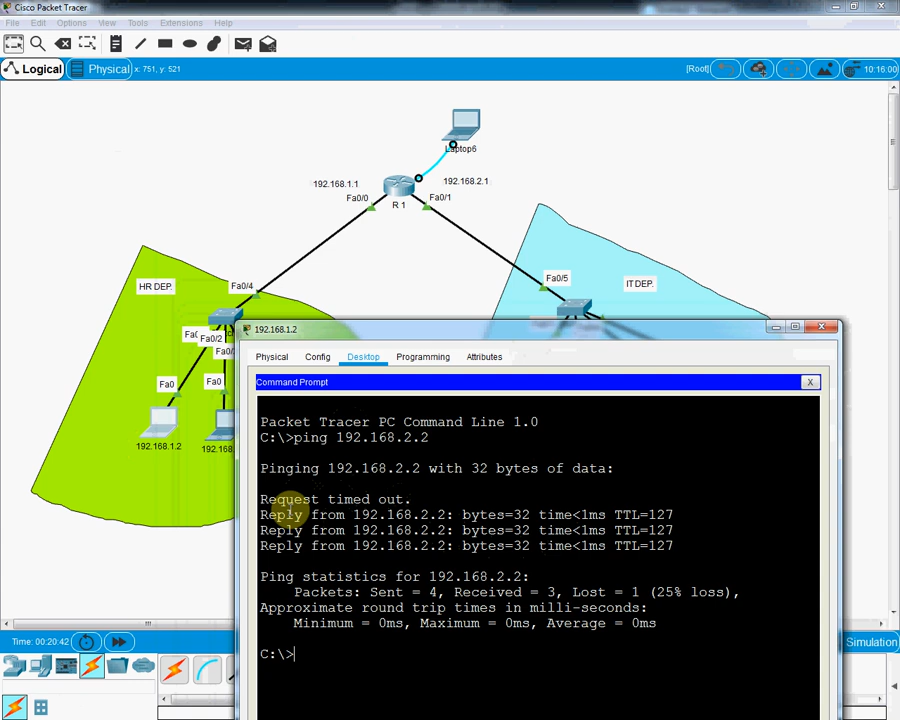 Cisco Packet Tracer
File Edit Options View Tools Extensions Help
Logical Physical x: 751, y: 521 [Root] 10:16:00
Laptop6
192.168.1.1 192.168.2.1
Fa0/0 Fa0/1
R 1
HR DEP. Fa0/4 Fa0/5 IT DEP.
Fa0/2
Fa0 Fa0
192.168.1.2 192.168
192.168.1.2
Physical Config Desktop Programming Attributes
Command Prompt X
Packet Tracer PC Command Line 1.0
C:\>ping 192.168.2.2
Pinging 192.168.2.2 with 32 bytes of data:
Request timed out.
Reply from 192.168.2.2: bytes=32 time<1ms TTL=127
Reply from 192.168.2.2: bytes=32 time<1ms TTL=127
Reply from 192.168.2.2: bytes=32 time<1ms TTL=127
Ping statistics for 192.168.2.2:
Packets: Sent = 4, Received = 3, Lost = 1 (25% loss),
Approximate round trip times in milli-seconds:
Minimum = 0ms, Maximum = 0ms, Average = 0ms
C:\>
Time: 00:20:42 Simulation